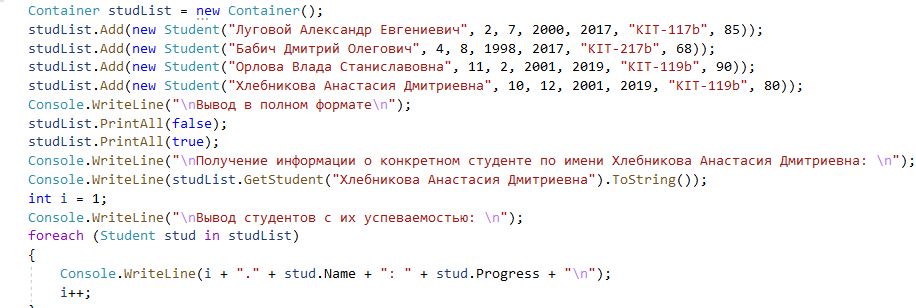 Container studList = new Container();
studList.Add(new Student("Луговой Александр Евгениевич", 2, 7, 2000, 2017, "KIT-117b", 85));
studList.Add(new Student("Бабич Дмитрий Олегович", 4, 8, 1998, 2017, "KIT-217b", 68));
studList.Add(new Student("Орлова Влада Станиславовна", 11, 2, 2001, 2019, "KIT-119b", 90));
studList.Add(new Student("Хлебникова Анастасия Дмитриевна", 10, 12, 2001, 2019, "KIT-119b", 80));
Console.WriteLine("\nВывод в полном формате\n");
studList.PrintAll(false);
studList.PrintAll(true);
Console.WriteLine("\nПолучение информации о конкретном студенте по имени Хлебникова Анастасия Дмитриевна: \n");
Console.WriteLine(studList.GetStudent("Хлебникова Анастасия Дмитриевна").ToString());
int i = 1;
Console.WriteLine("\nВывод студентов с их успеваемостью: \n");
foreach (Student stud in studList)
{
Console.WriteLine(i + "." + stud.Name + ": " + stud.Progress + "\n");
i++;